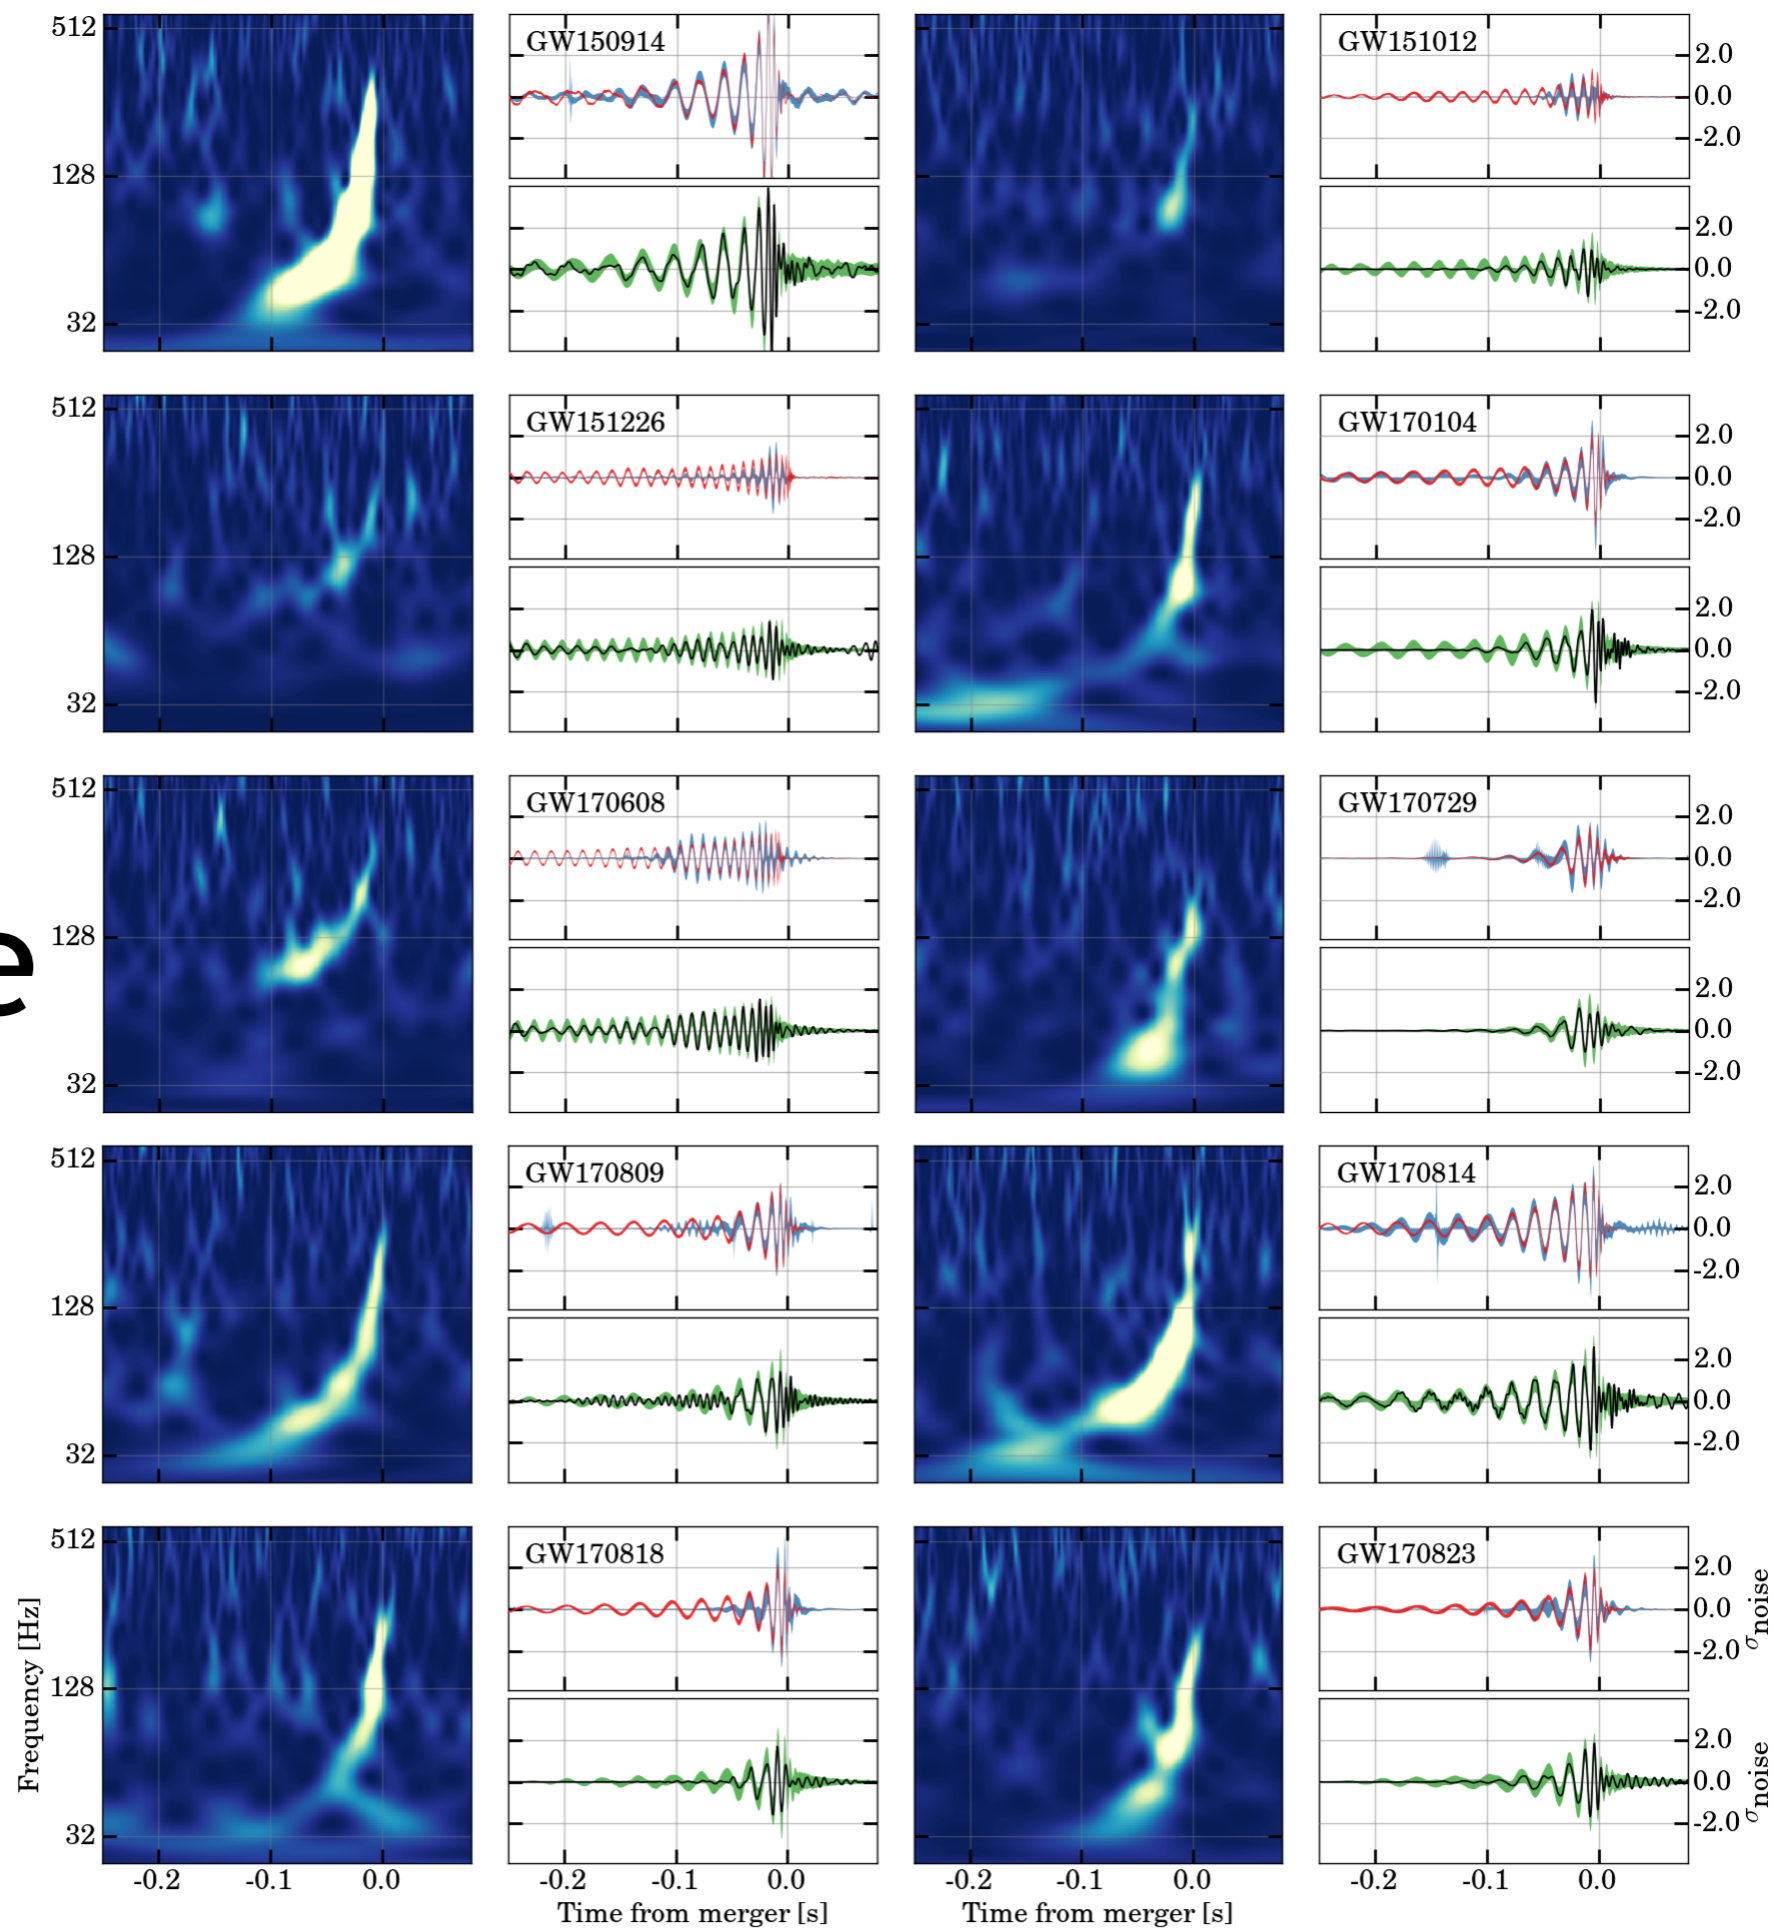 512
128
32
GW150914
GW151012
2.0
0.0
-2.0
2.0
0.0
-2.0
512
128
32
GW151226
GW170104
2.0
0.0
-2.0
2.0
0.0
-2.0
512
128
32
GW170608
GW170729
2.0
0.0
-2.0
2.0
0.0
-2.0
e
512
128
32
GW170809
GW170814
2.0
0.0
-2.0
2.0
0.0
-2.0
512
128
32
Frequency [Hz]
GW170818
GW170823
2.0
0.0
-2.0
σnoise
2.0
0.0
-2.0
σnoise
-0.2 -0.1 0.0
-0.2 -0.1 0.0
-0.2 -0.1 0.0
-0.2 -0.1 0.0
Time from merger [s]
Time from merger [s]